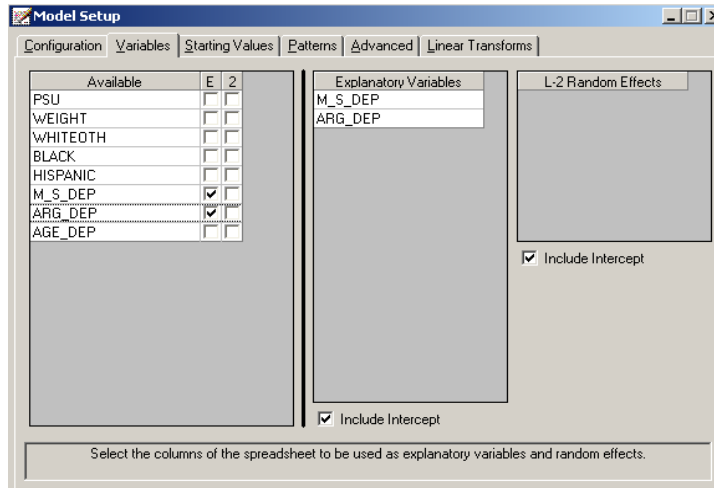 Model Setup
Configuration Variables Starting Values Patterns Advanced Linear Transforms
Available E 2
PSU
WEIGHT
WHITEOTH
BLACK
HISPANIC
M_S_DEP
ARG_DEP
AGE_DEP
Explanatory Variables
M_S_DEP
ARG_DEP
Include Intercept
L-2 Random Effects
Include Intercept
Select the columns of the spreadsheet to be used as explanatory variables and random effects.